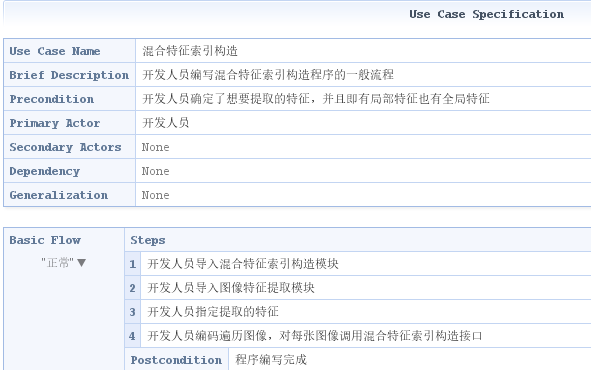 Use Case Specification
Use Case Name 混合特征索引构造
Brief Description 开发人员编写混合特征索引构造程序的一般流程
Precondition 开发人员确定了想要提取的特征，并且即有局部特征也有全局特征
Primary Actor 开发人员
Secondary Actors None
Dependency None
Generalization None
Basic Flow Steps
"正常" ▼
1 开发人员导入混合特征索引构造模块
2 开发人员导入图像特征提取模块
3 开发人员指定提取的特征
4 开发人员编码遍历图像，对每张图像调用混合特征索引构造接口
Postcondition 程序编写完成